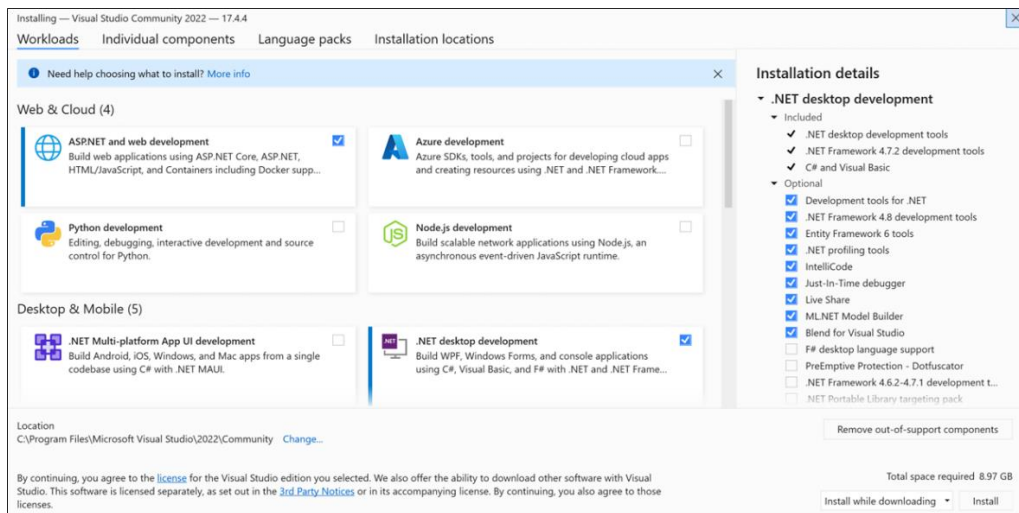 Installing — Visual Studio Community 2022 — 17.4.4
Workloads
Individual components
Language packs
Installation locations
Need help choosing what to install? More info
Web & Cloud (4)
ASP.NET and web development
Build web applications using ASP.NET Core, ASP.NET,
HTML/JavaScript, and Containers including Docker supp...
Azure development
Azure SDKs, tools, and projects for developing cloud apps
and creating resources using .NET and .NET Framework....
Python development
Editing, debugging, interactive development and source
control for Python.
Node.js development
Build scalable network applications using Node.js, an
asynchronous event-driven JavaScript runtime.
Desktop & Mobile (5)
.NET Multi-platform App UI development
Build Android, iOS, Windows, and Mac apps from a single
codebase using C# with .NET MAUI.
.NET desktop development
Build WPF, Windows Forms, and console applications
using C#, Visual Basic, and F# with .NET and .NET Frame...
Installation details
.NET desktop development
Included
.NET desktop development tools
.NET Framework 4.7.2 development tools
C# and Visual Basic
Optional
Development tools for .NET
.NET Framework 4.8 development tools
Entity Framework 6 tools
.NET profiling tools
IntelliCode
Just-In-Time debugger
Live Share
ML.NET Model Builder
Blend for Visual Studio
F# desktop language support
PreEmptive Protection - Dotfuscator
.NET Framework 4.6.2-4.7.1 development t...
.NET Portable Library targeting pack
Location
C:\Program Files\Microsoft Visual Studio\2022\Community Change...
Remove out-of-support components
By continuing, you agree to the license for the Visual Studio edition you selected. We also offer the ability to download other software with Visual
Studio. This software is licensed separately, as set out in the 3rd Party Notices or in its accompanying license. By continuing, you also agree to those
licenses.
Total space required 8.97 GB
Install while downloading
Install